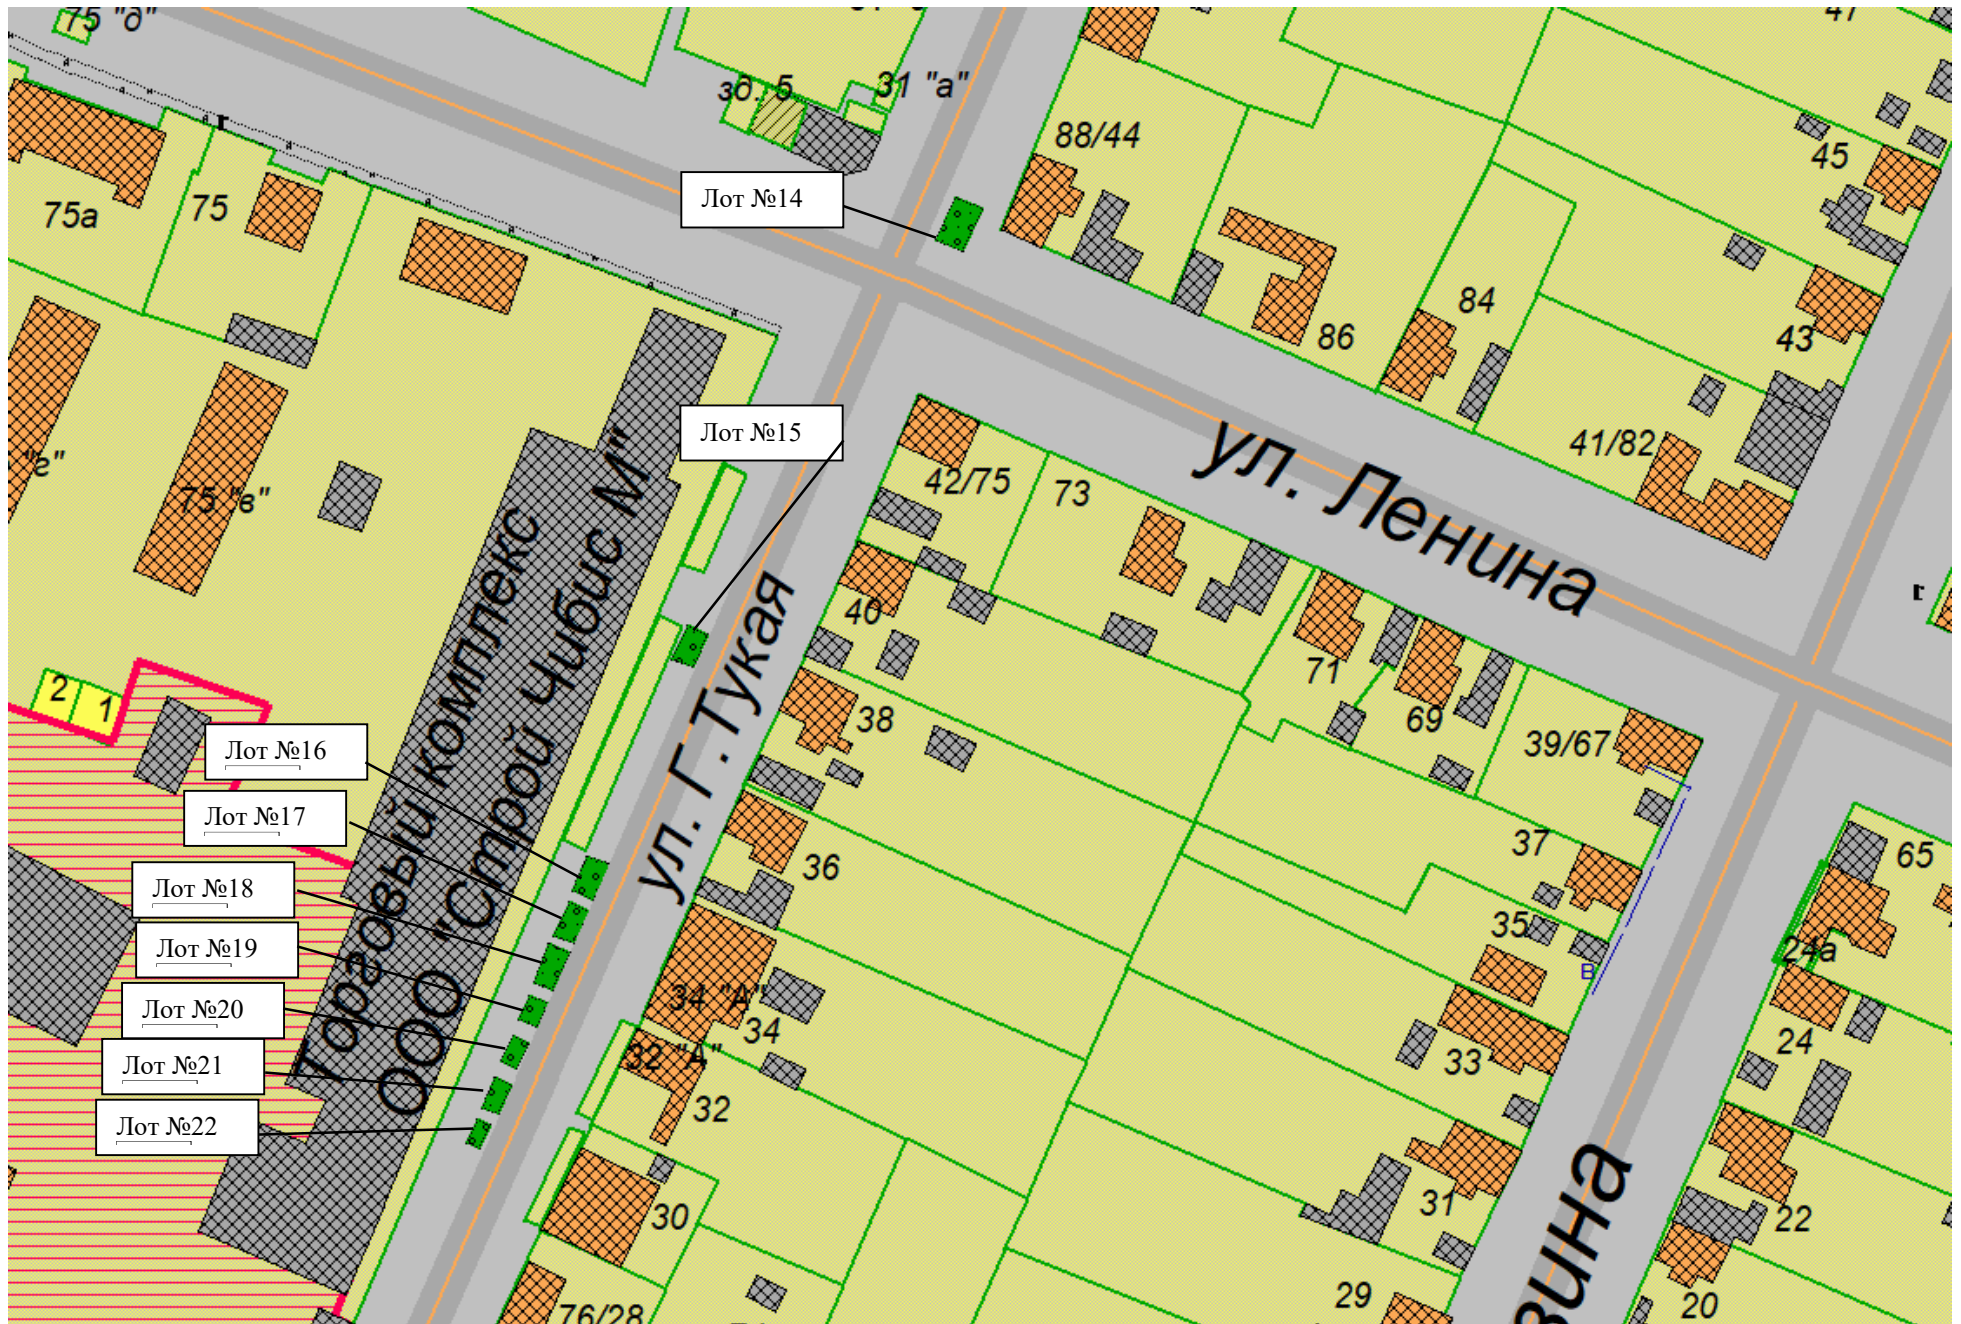 75 "д"
47
зд. 5
31 "а"
88/44
45
75а
75
Лот №14
86
84
43
"г"
75 "в"
Лот №15
42/75
73
ул. Ленина
41/82
40
38
71
69
39/67
2
1
Торговый комплекс
ООО "Строй Чибис М"
ул. Г.Тукая
Лот №16
Лот №17
Лот №18
Лот №19
Лот №20
Лот №21
Лот №22
36
37
35
65
24а
В
34 "А"
34
32 "А"
32
33
24
30
31
22
29
20
76/28